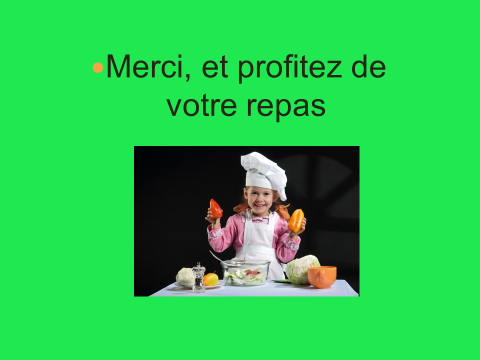 •Merci, et profitez de
votre repas